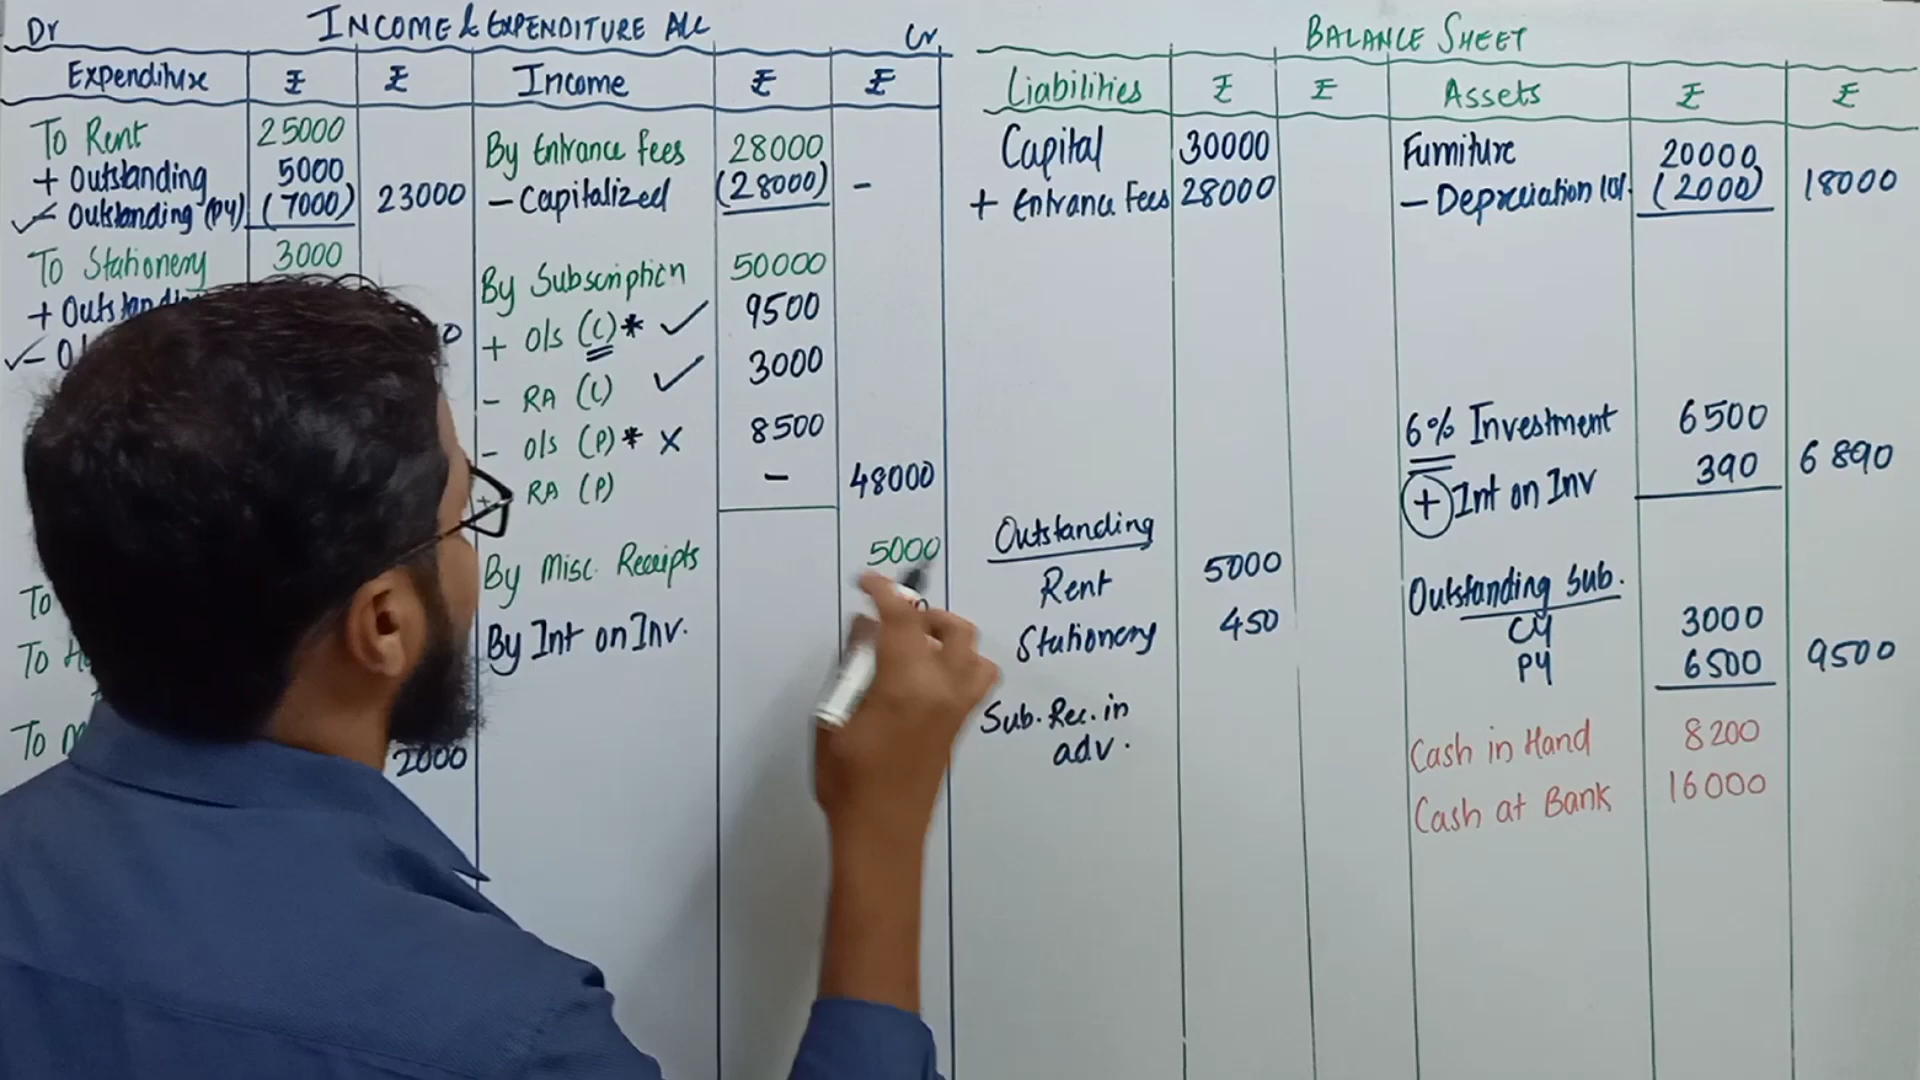 Dr INCOME & EXPENDITURE A/C Cr
Expenditure ₹ ₹ Income ₹ ₹
To Rent 25000
+ Outstanding 5000
- Outstanding (PY) (7000) 23000
To Stationery 3000
+
-
To
To
To
2000
By Entrance fees 28000
- Capitalized (28000) -
By Subscription 50000
+ O/s (C)* ✓ 9500
- RA (C) ✓ 3000
- O/s (P)* x 8500
+ RA (P) - 48000
By Misc. Receipts 5000
By Int on Inv.
BALANCE SHEET
Liabilities ₹ ₹ Assets ₹ ₹
Capital 30000
+ Entrance Fees 28000
Outstanding
Rent 5000
Stationery 450
Sub. Rec. in
adv.
Furniture 20000
- Depreciation (2000) 18000
6% Investment 6500
+ Int on Inv 390 6890
Outstanding Sub.
CY 3000
PY 6500 9500
Cash in Hand 8200
Cash at Bank 16000